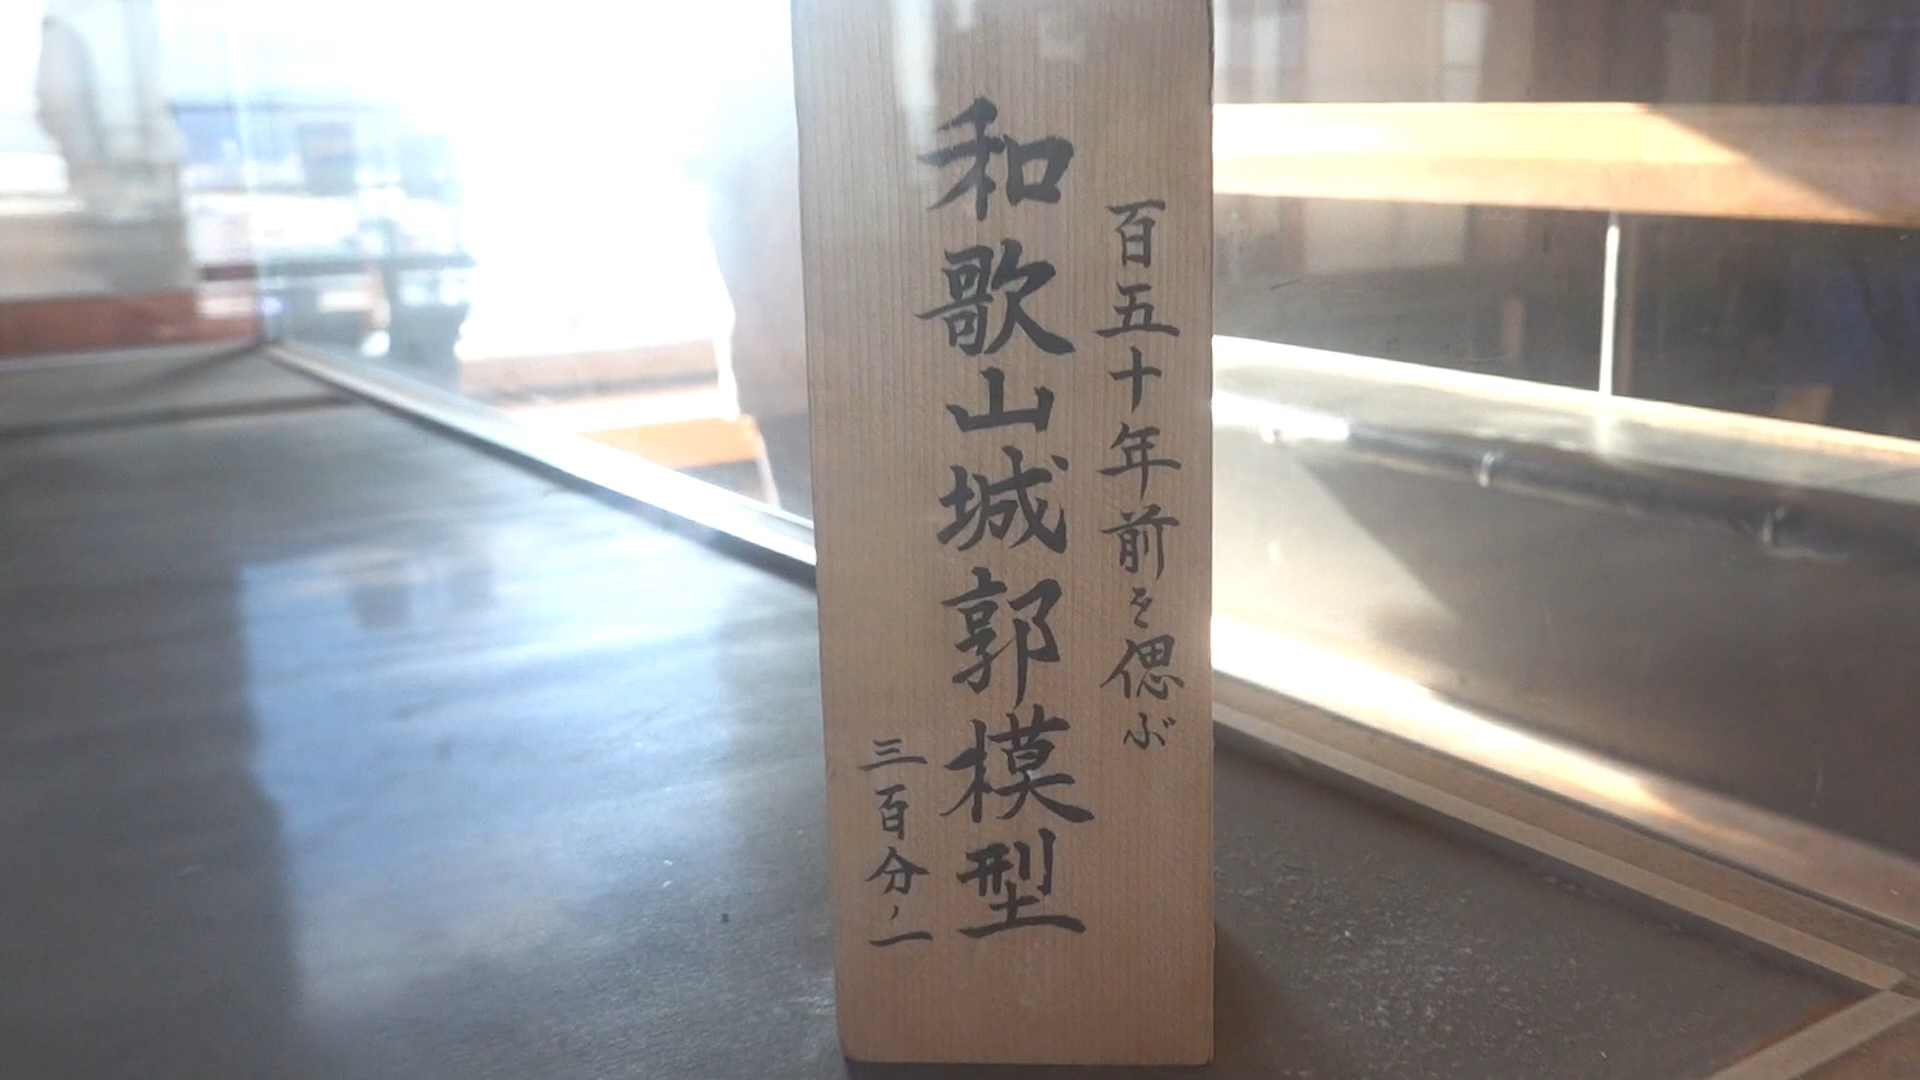 百五十年前を偲ぶ
和歌山城郭模型
三百分ノ一